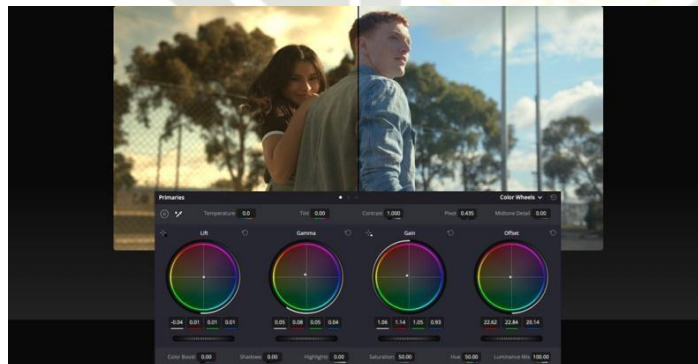 Primaries Color Wheels
Temperature 0.0 Tint 0.00 Contrast 1.000 Pivot 0.435 Midtone Detail 0.00
Lift Gamma Gain Offset
-0.04 0.01 0.01 0.01 0.05 0.08 0.05 0.04 1.06 1.14 1.05 0.93 22.62 22.84 20.14
Color Boost 0.00 Shadows 0.00 Highlights 0.00 Saturation 50.00 Hue 50.00 Luminance Mix 100.00